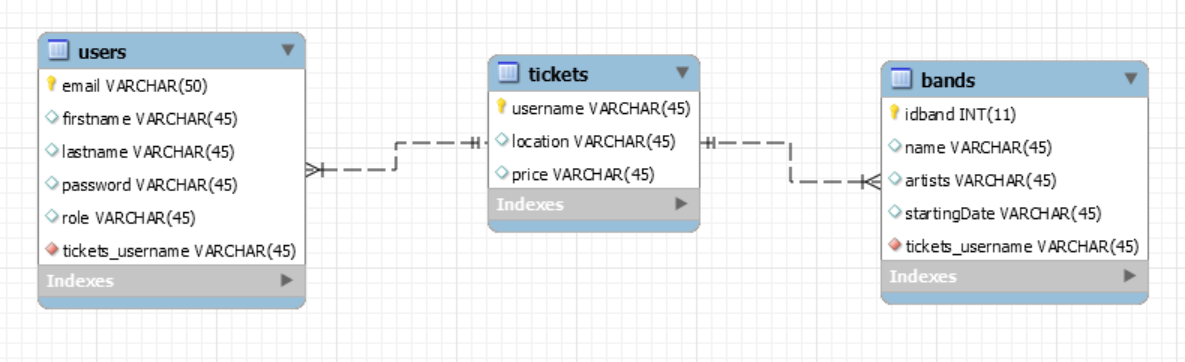 users
email VARCHAR(50)
firstname VARCHAR(45)
lastname VARCHAR(45)
password VARCHAR(45)
role VARCHAR(45)
tickets_username VARCHAR(45)
Indexes
tickets
username VARCHAR(45)
location VARCHAR(45)
price VARCHAR(45)
Indexes
bands
idband INT(11)
name VARCHAR(45)
artists VARCHAR(45)
startingDate VARCHAR(45)
tickets_username VARCHAR(45)
Indexes